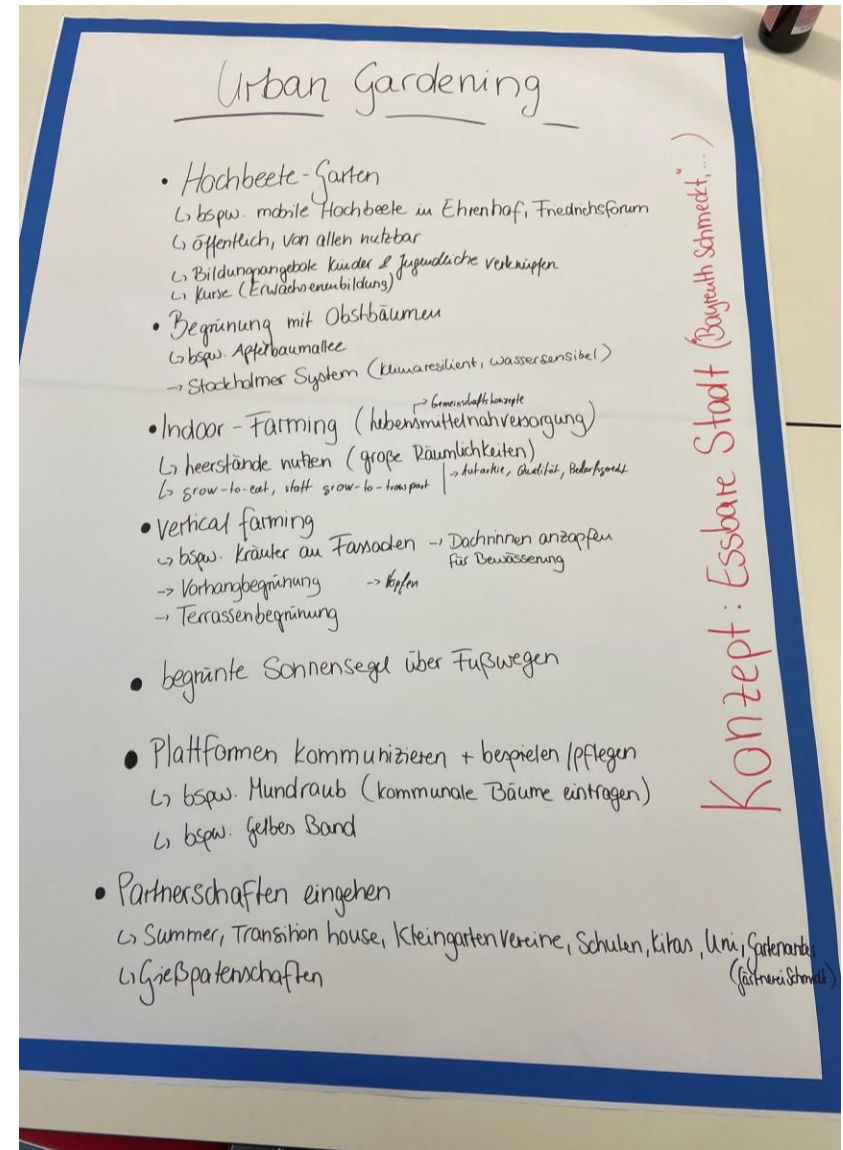 Urban Gardening
• Hochbeete-Garten
↳ bspw. mobile Hochbeete in Ehrenhof, Friedrichsforum
↳ öffentlich, von allen nutzbar
↳ Bildungsangebote Kinder & Jugendliche verknüpfen
↳ Kurse (Erwachsenenbildung)
• Begrünung mit Obstbäumen
↳ bspw. Apfelbaumallee
→ Stockholmer System (klimaresilient, wassersensibel)
→ Gemeinschaftskonzepte
• Indoor-Farming (Lebensmittelnahversorgung)
↳ Leerstände nutzen (große Räumlichkeiten)
↳ grow-to-eat, statt grow-to-transport | → Autarkie, Qualität, Bedarfsgerecht
• vertical farming
↳ bspw. Kräuter an Fassaden → Dachrinnen anzapfen
für Bewässerung
→ Vorhangbegrünung → Hopfen
→ Terrassenbegrünung
• begrünte Sonnensegel über Fußwegen
• Plattformen kommunizieren + bespielen/pflegen
↳ bspw. Mundraub (kommunale Bäume eintragen)
↳ bspw. Gelbes Band
• Partnerschaften eingehen
↳ Summer, Transition house, Kleingartenvereine, Schulen, Kitas, Uni,
(Gärtnerei Schmidt)
↳ Gießpatenschaften
Konzept: Essbare Stadt ("Bayreuth schmeckt", ...)